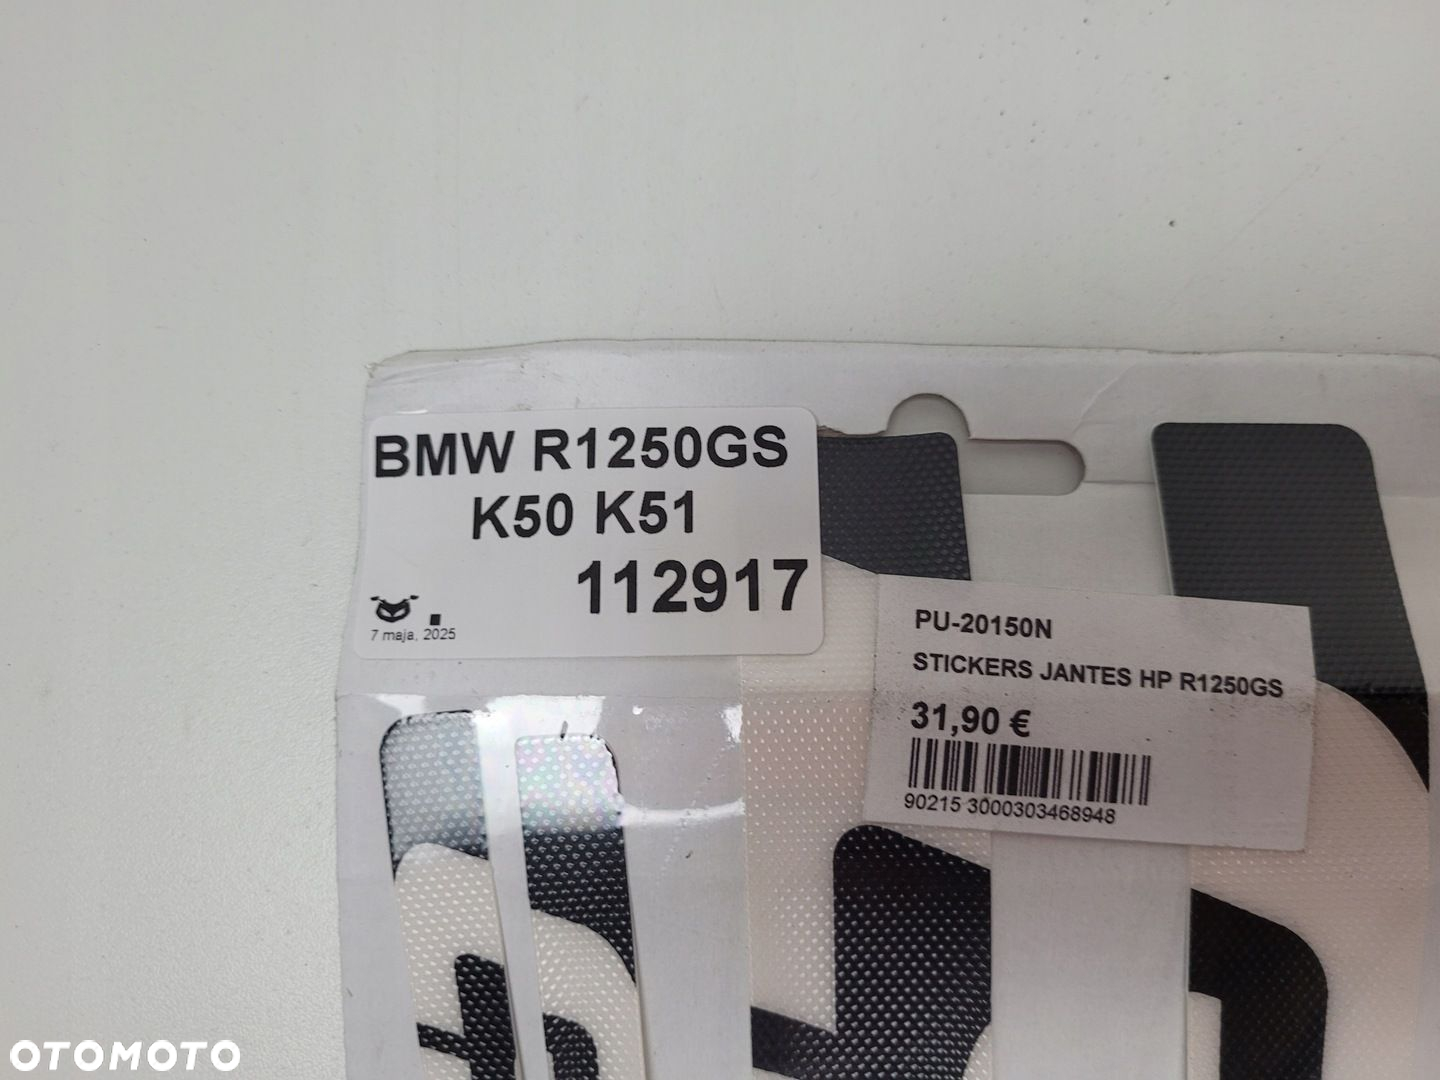 BMW R1250GS
K50 K51
112917
7 maja, 2025
PU-20150N
STICKERS JANTES HP R1250GS
31,90 €
90215 3000303468948
OTOMOTO